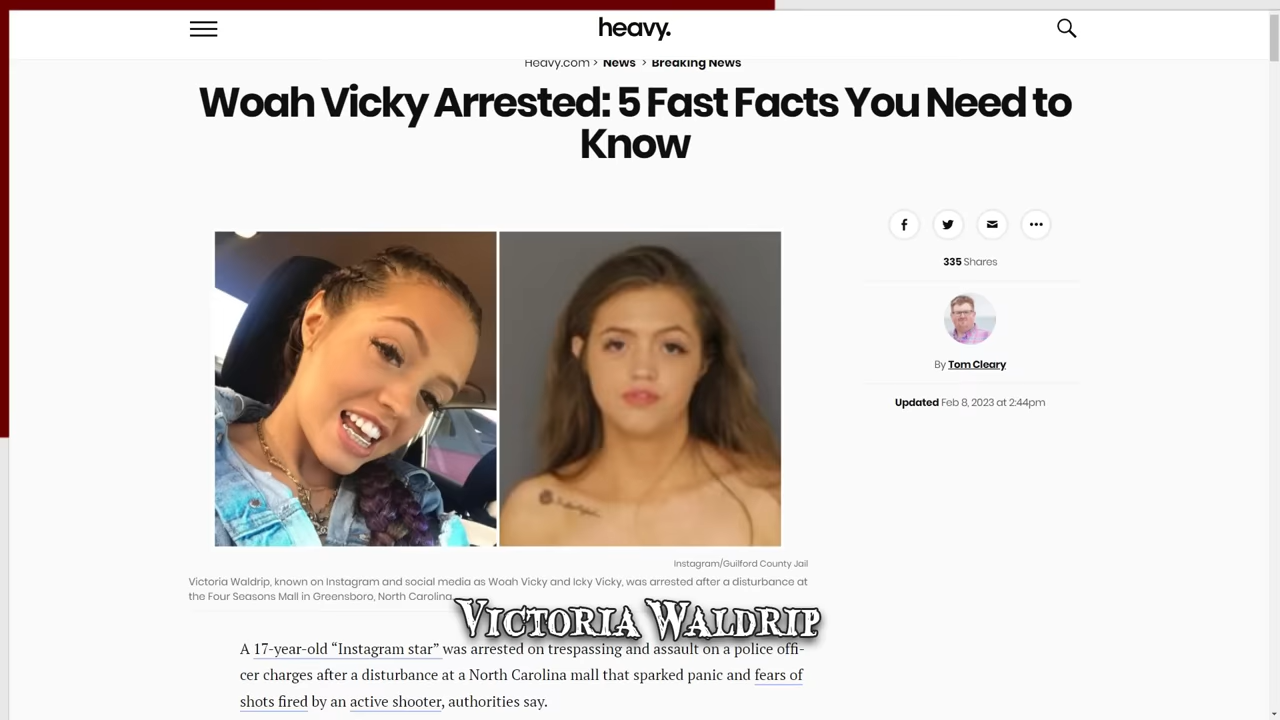 heavy.
Heavy.com > News > Breaking News
Woah Vicky Arrested: 5 Fast Facts You Need to
Know
335 Shares
By Tom Cleary
Updated Feb 8, 2023 at 2:44pm
Instagram/Guilford County Jail
Victoria Waldrip, known on Instagram and social media as Woah Vicky and Icky Vicky, was arrested after a disturbance at
the Four Seasons Mall in Greensboro, North Carolina.
Victoria Waldrip
A 17-year-old “Instagram star” was arrested on trespassing and assault on a police offi-
cer charges after a disturbance at a North Carolina mall that sparked panic and fears of
shots fired by an active shooter, authorities say.